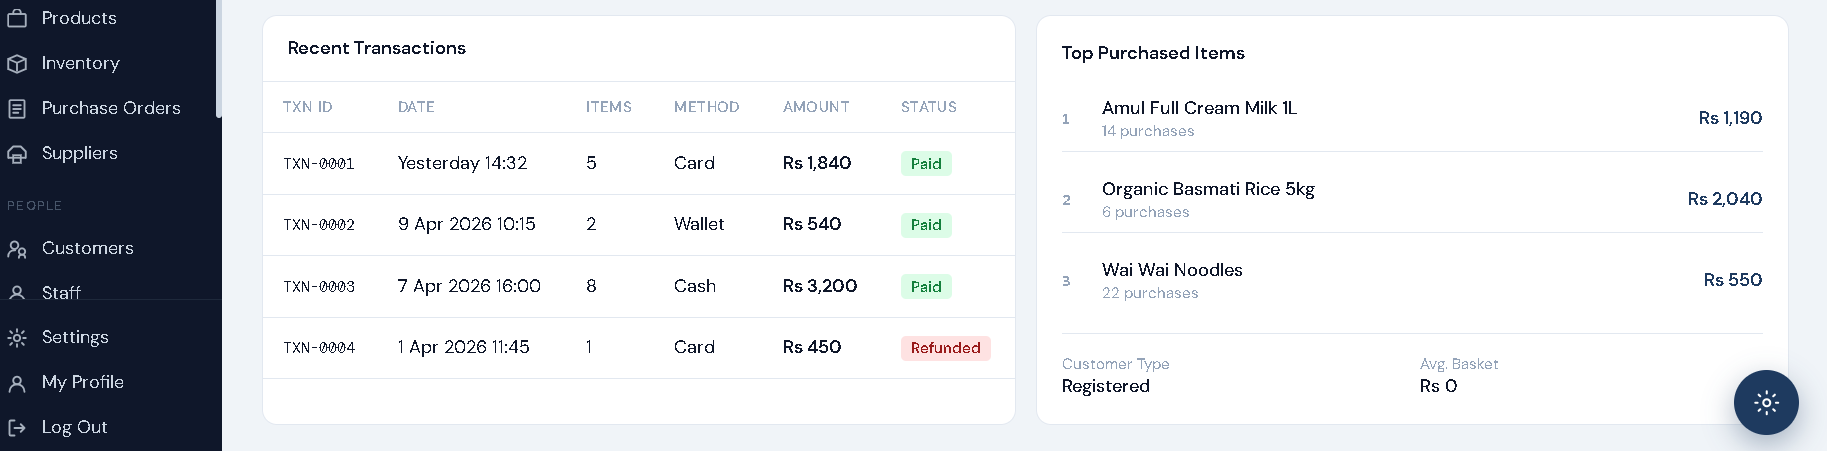 Products
Inventory
Purchase Orders
Suppliers
PEOPLE
Customers
Staff
Settings
My Profile
Log Out
Recent Transactions
TXN ID DATE ITEMS METHOD AMOUNT STATUS
TXN-0001 Yesterday 14:32 5 Card Rs 1,840 Paid
TXN-0002 9 Apr 2026 10:15 2 Wallet Rs 540 Paid
TXN-0003 7 Apr 2026 16:00 8 Cash Rs 3,200 Paid
TXN-0004 1 Apr 2026 11:45 1 Card Rs 450 Refunded
Top Purchased Items
1 Amul Full Cream Milk 1L Rs 1,190
14 purchases
2 Organic Basmati Rice 5kg Rs 2,040
6 purchases
3 Wai Wai Noodles Rs 550
22 purchases
Customer Type Avg. Basket
Registered Rs 0